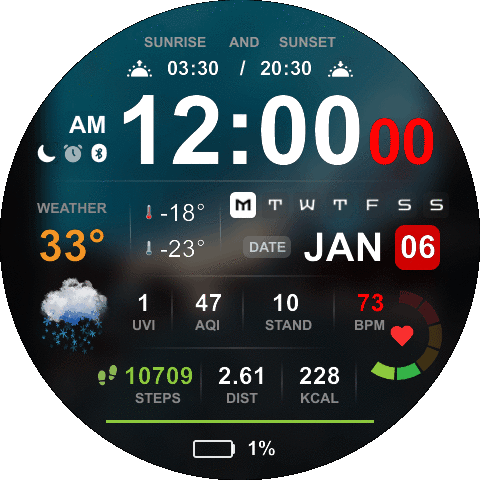 SUNRISE AND SUNSET
03:30 / 20:30
AM 12:00 00
WEATHER
33°
-18°
-23°
M T W T F S S
DATE JAN 06
1 47 10 73
UVI AQI STAND BPM
10709 2.61 228
STEPS DIST KCAL
1%